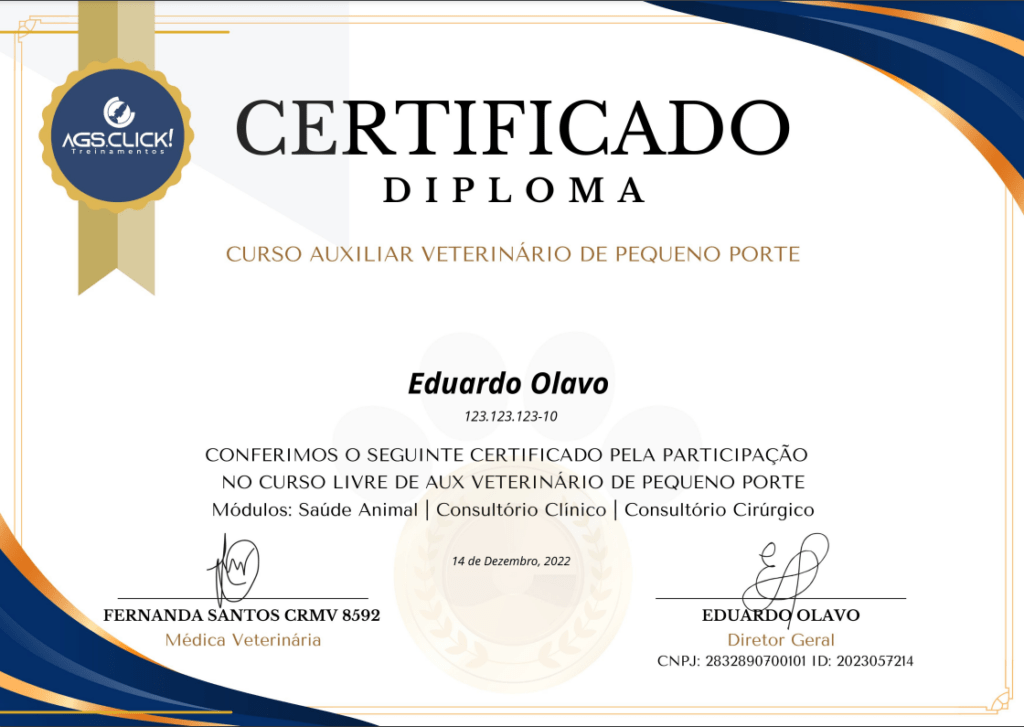 AGS.CLICK!
Treinamentos
CERTIFICADO
DIPLOMA
CURSO AUXILIAR VETERINÁRIO DE PEQUENO PORTE
Eduardo Olavo
123.123.123-10
CONFERIMOS O SEGUINTE CERTIFICADO PELA PARTICIPAÇÃO
NO CURSO LIVRE DE AUX VETERINÁRIO DE PEQUENO PORTE
Módulos: Saúde Animal | Consultório Clínico | Consultório Cirúrgico
14 de Dezembro, 2022
FERNANDA SANTOS CRMV 8592
Médica Veterinária
EDUARDO OLAVO
Diretor Geral
CNPJ: 2832890700101 ID: 2023057214